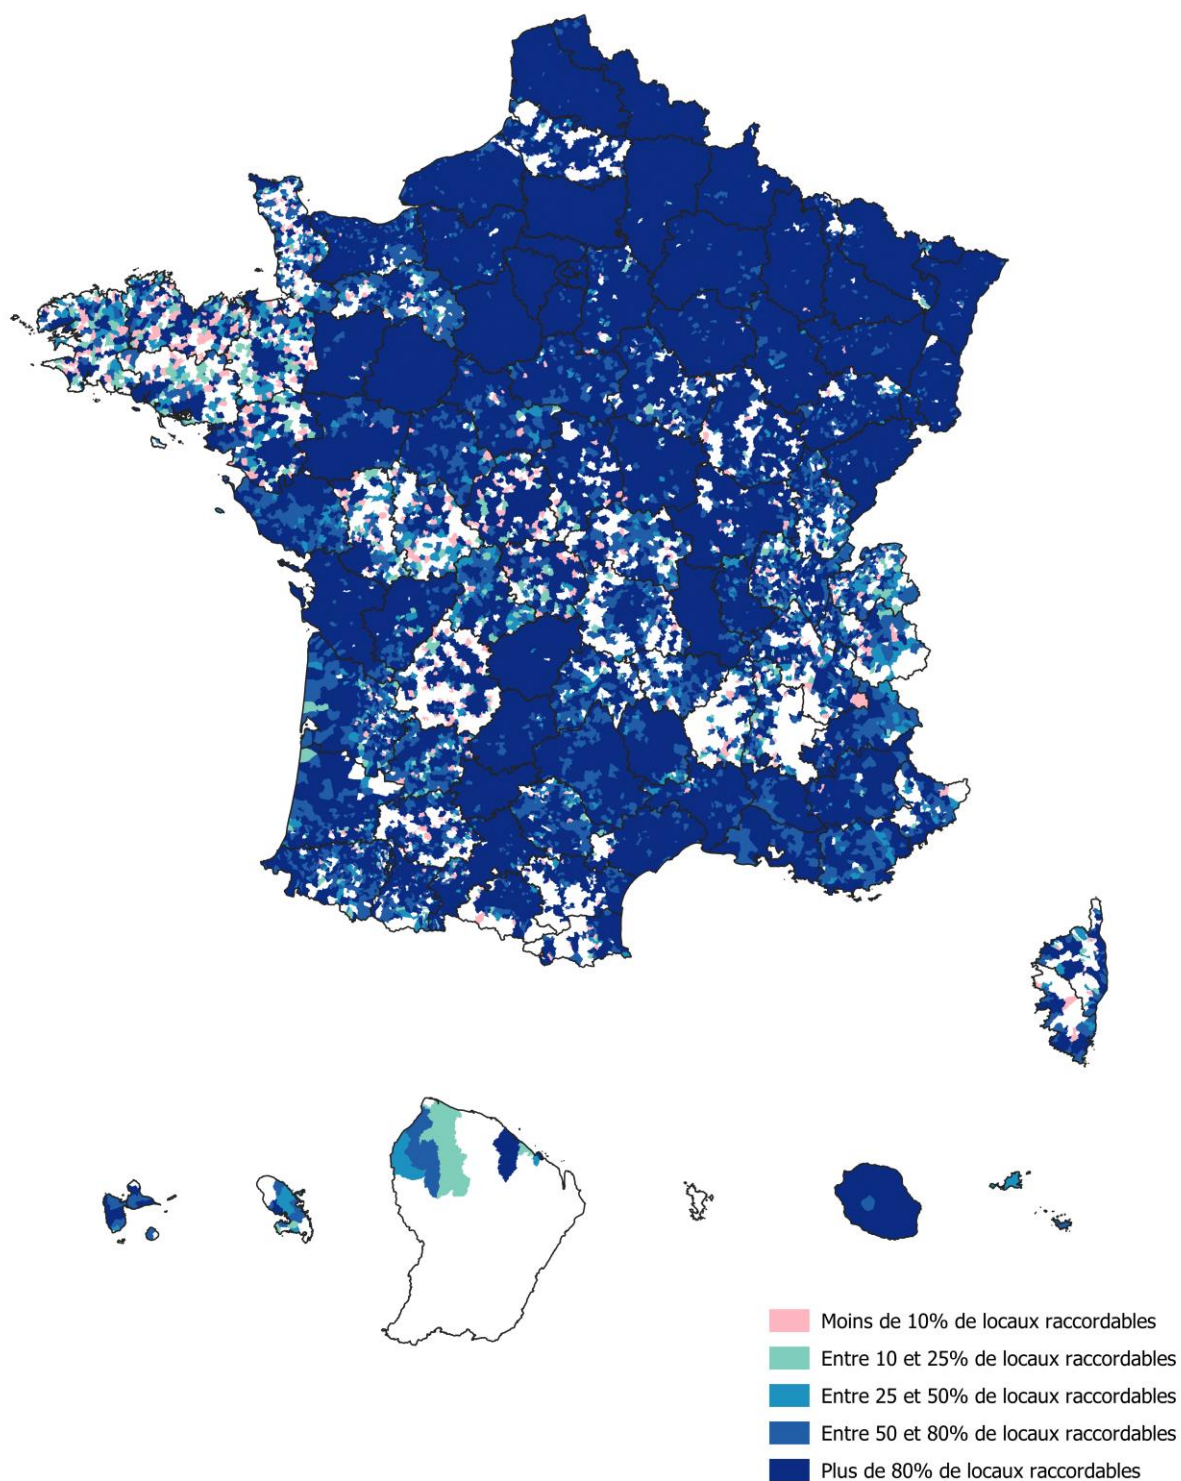 Moins de 10% de locaux raccordables
Entre 10 et 25% de locaux raccordables
Entre 25 et 50% de locaux raccordables
Entre 50 et 80% de locaux raccordables
Plus de 80% de locaux raccordables